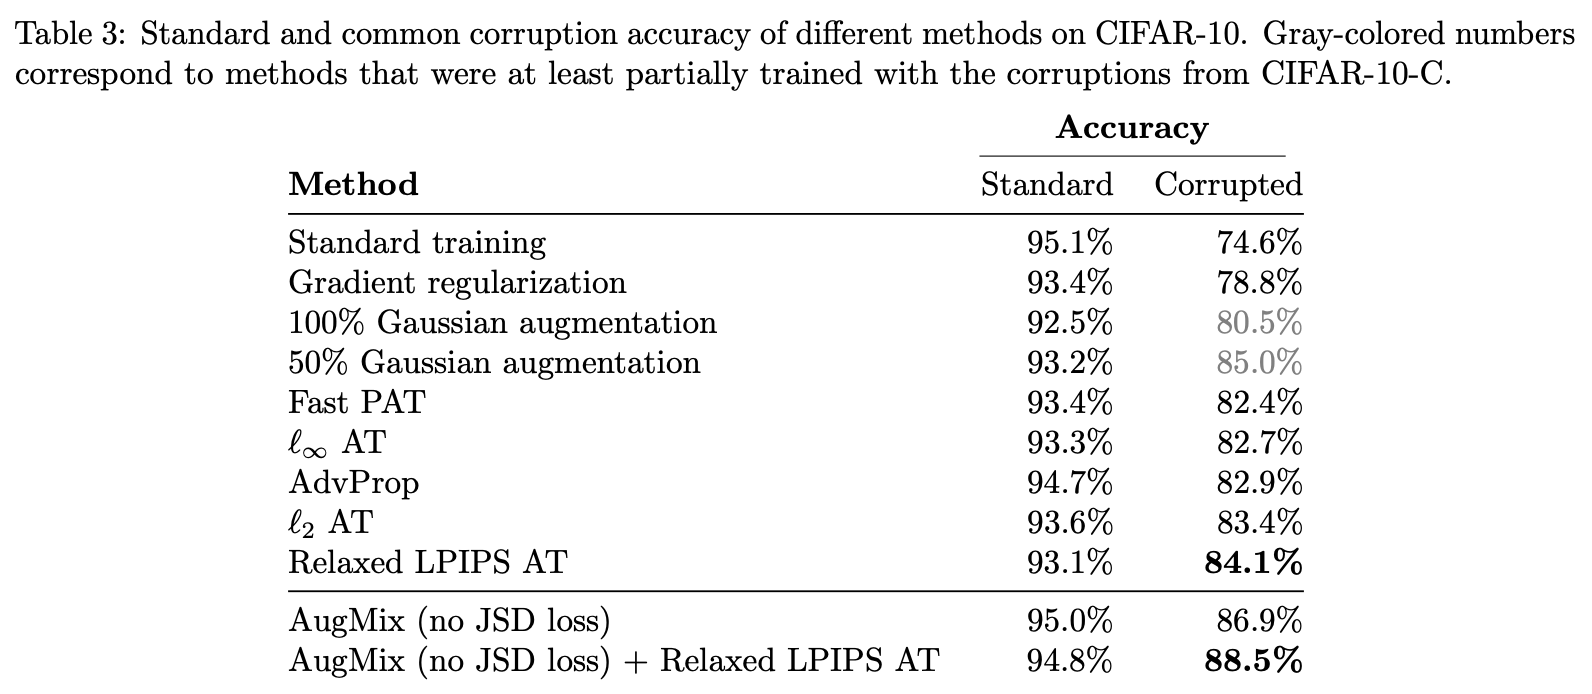 Table 3: Standard and common corruption accuracy of different methods on CIFAR-10. Gray-colored numbers
correspond to methods that were at least partially trained with the corruptions from CIFAR-10-C.
Accuracy
Method Standard Corrupted
Standard training 95.1% 74.6%
Gradient regularization 93.4% 78.8%
100% Gaussian augmentation 92.5% 80.5%
50% Gaussian augmentation 93.2% 85.0%
Fast PAT 93.4% 82.4%
ℓ∞ AT 93.3% 82.7%
AdvProp 94.7% 82.9%
ℓ2 AT 93.6% 83.4%
Relaxed LPIPS AT 93.1% 84.1%
AugMix (no JSD loss) 95.0% 86.9%
AugMix (no JSD loss) + Relaxed LPIPS AT 94.8% 88.5%